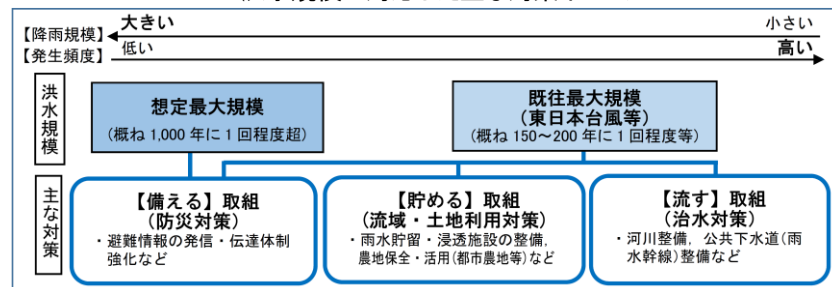 【降雨規模】 大きい 小さい
【発生頻度】 低い 高い
洪水規模
想定最大規模
(概ね 1,000 年に 1 回程度超)
既往最大規模
(東日本台風等)
(概ね 150~200 年に 1 回程度等)
主な対策
【備える】取組
(防災対策)
・避難情報の発信・伝達体制
強化など
【貯める】取組
(流域・土地利用対策)
・雨水貯留・浸透施設の整備,
農地保全・活用(都市農地等)など
【流す】取組
(治水対策)
・河川整備, 公共下水道(雨
水幹線)整備など